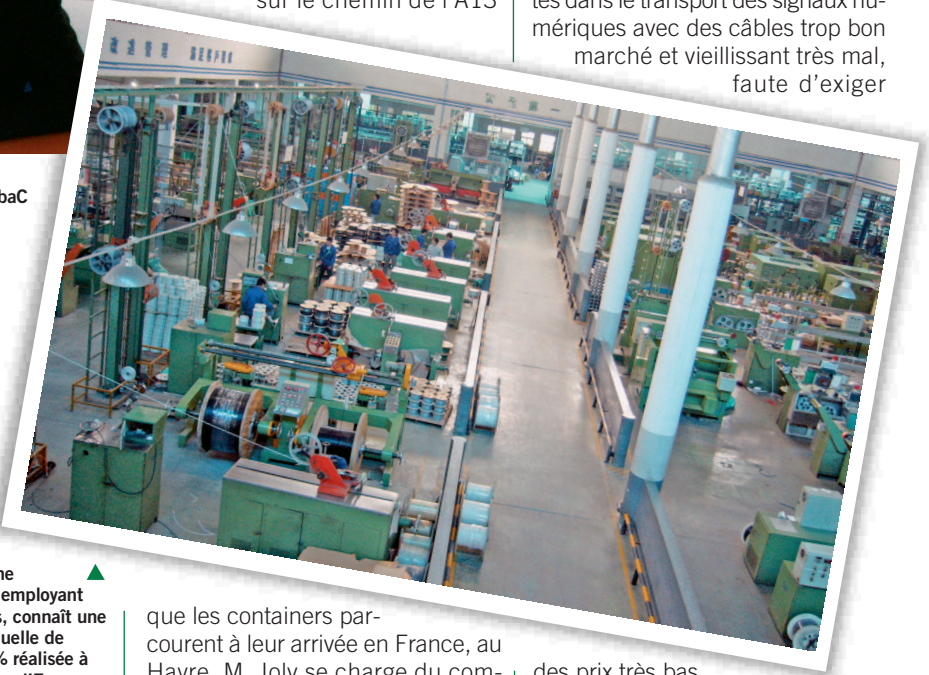 sur le chemin de l'A13
tes dans le transport des signaux nu-
mériques avec des câbles trop bon
marché et vieillissant très mal,
faute d'exiger
baC
ne
employant
s, connaît une
uelle de
% réalisée à
que les containers par-
courent à leur arrivée en France, au
Havre. M. Joly se charge du com-
des prix très bas